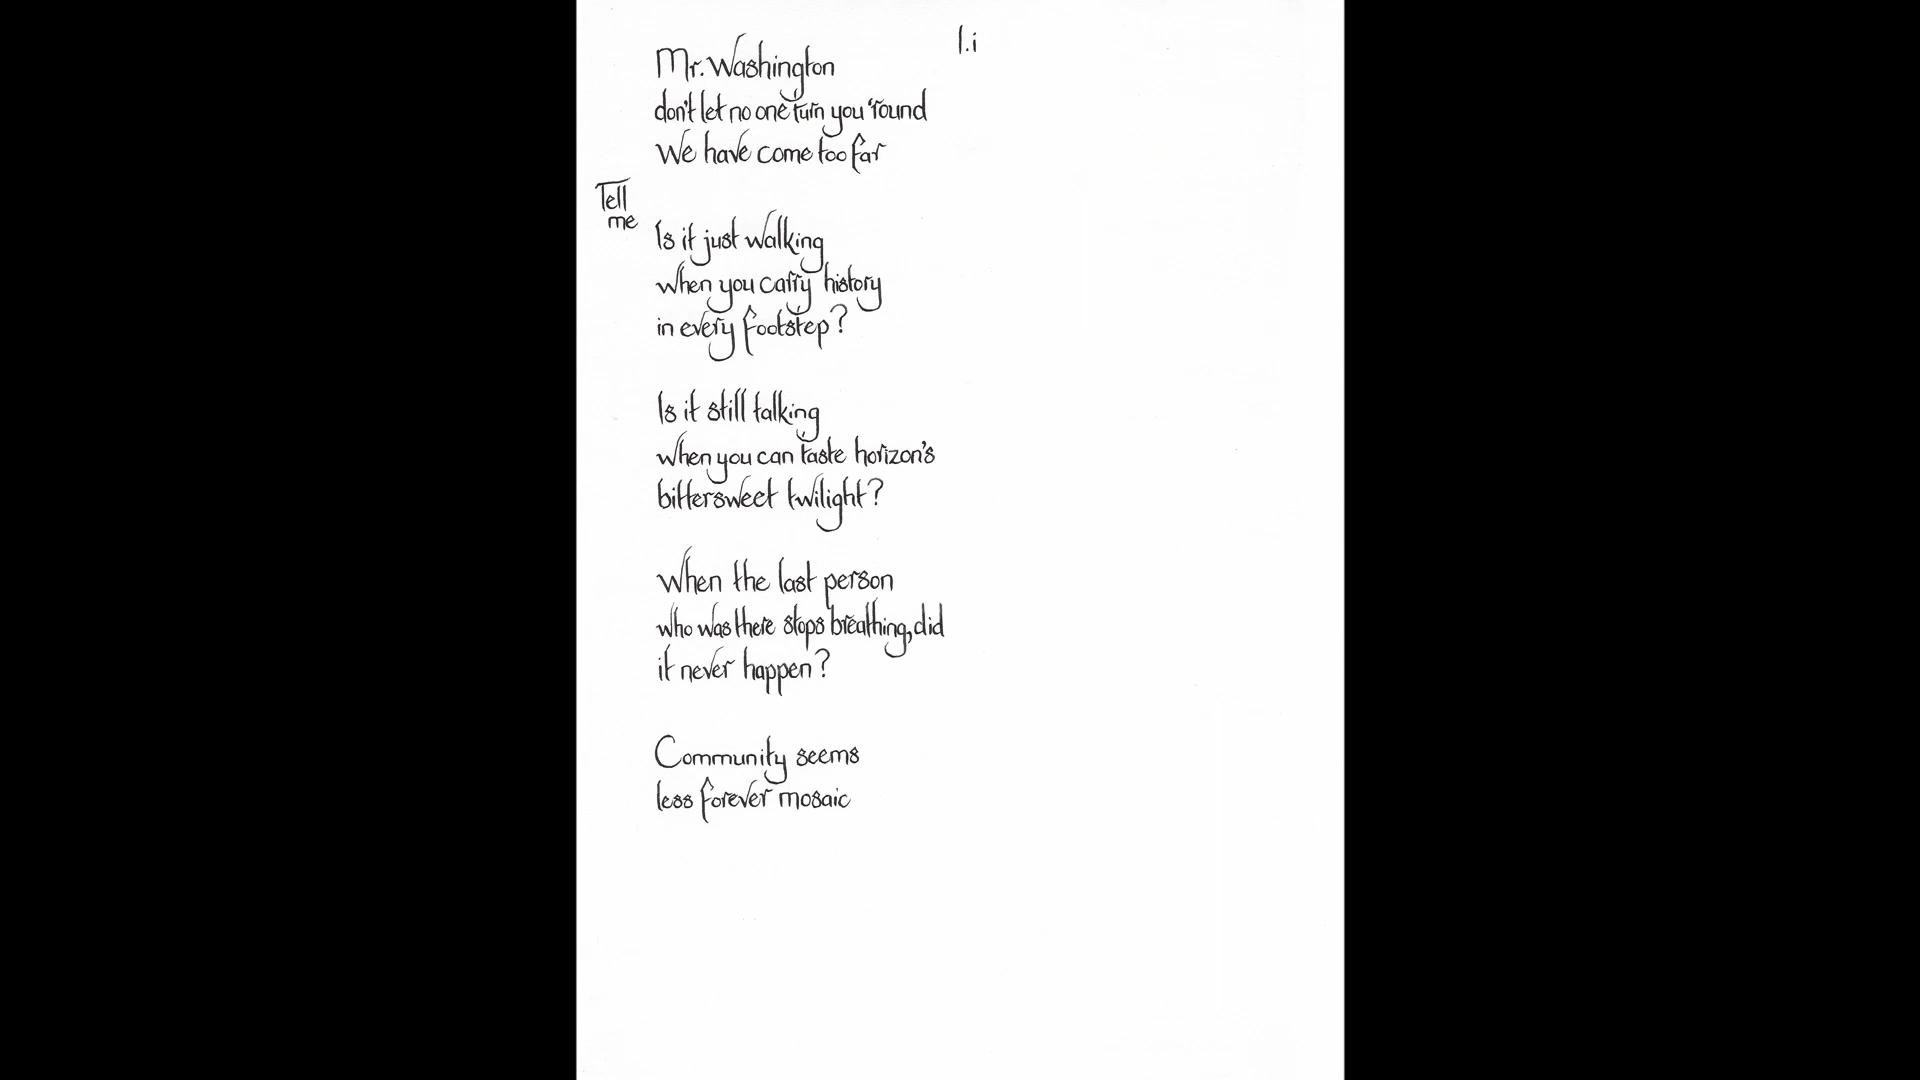 1.i
Mr. Washington
don't let no one turn you 'round
We have come too far
Tell
me
Is it just walking
when you carry history
in every footstep?
Is it still talking
when you can taste horizon's
bittersweet twilight?
When the last person
who was there stops breathing, did
it never happen?
Community seems
less forever mosaic